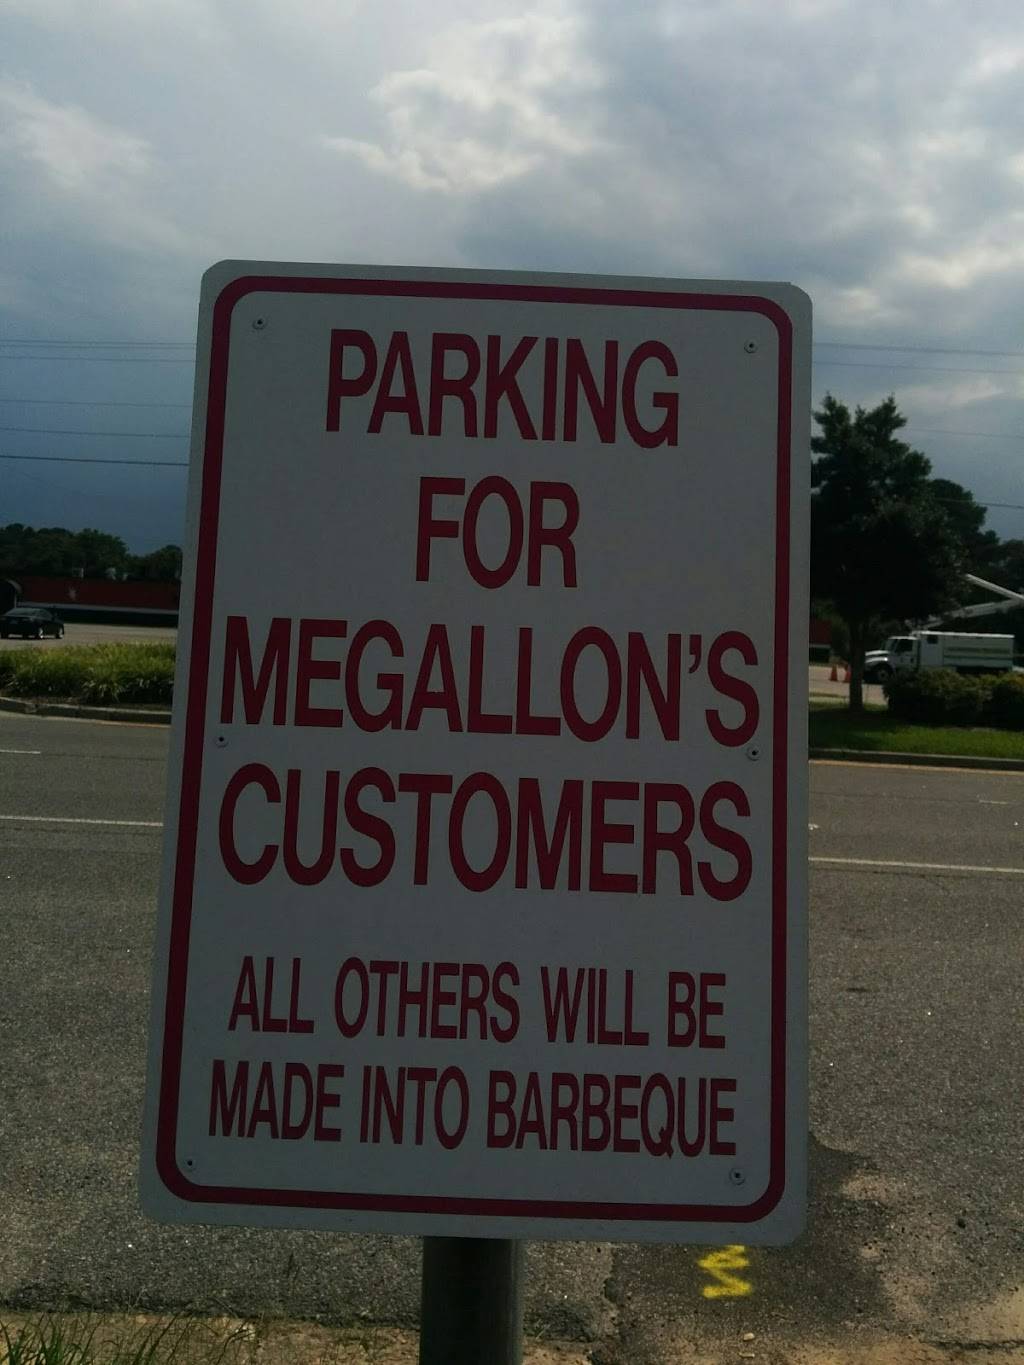 PARKING
FOR
MEGALLON'S
CUSTOMERS
ALL OTHERS WILL BE
MADE INTO BARBEQUE